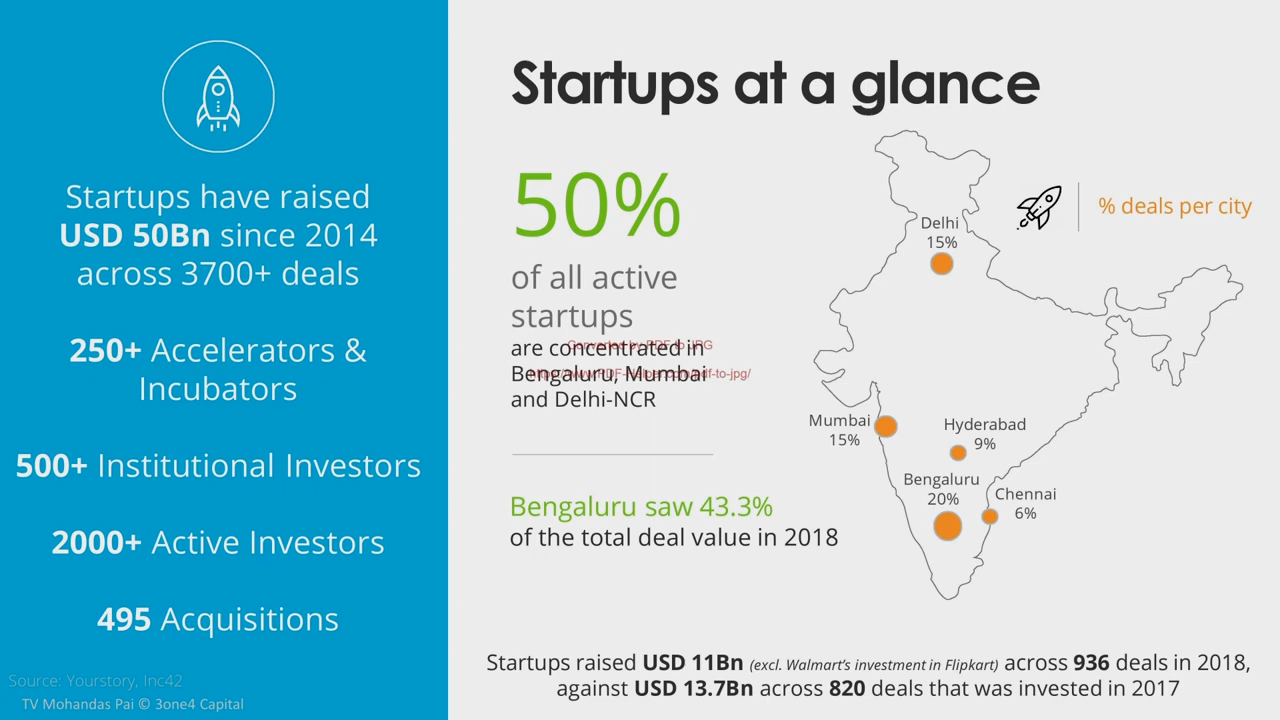 Startups have raised
USD 50Bn since 2014
across 3700+ deals
250+ Accelerators &
Incubators
500+ Institutional Investors
2000+ Active Investors
495 Acquisitions
Source: Yourstory, Inc42
TV Mohandas Pai © 3one4 Capital
Startups at a glance
50%
of all active
startups
are concentrated in
Bengaluru, Mumbai
and Delhi-NCR
Converted by PDF to JPG
Bengaluru saw 43.3%
of the total deal value in 2018
% deals per city
Delhi
15%
Mumbai
15%
Hyderabad
9%
Bengaluru
20%
Chennai
6%
Startups raised USD 11Bn (excl. Walmart's investment in Flipkart) across 936 deals in 2018,
against USD 13.7Bn across 820 deals that was invested in 2017